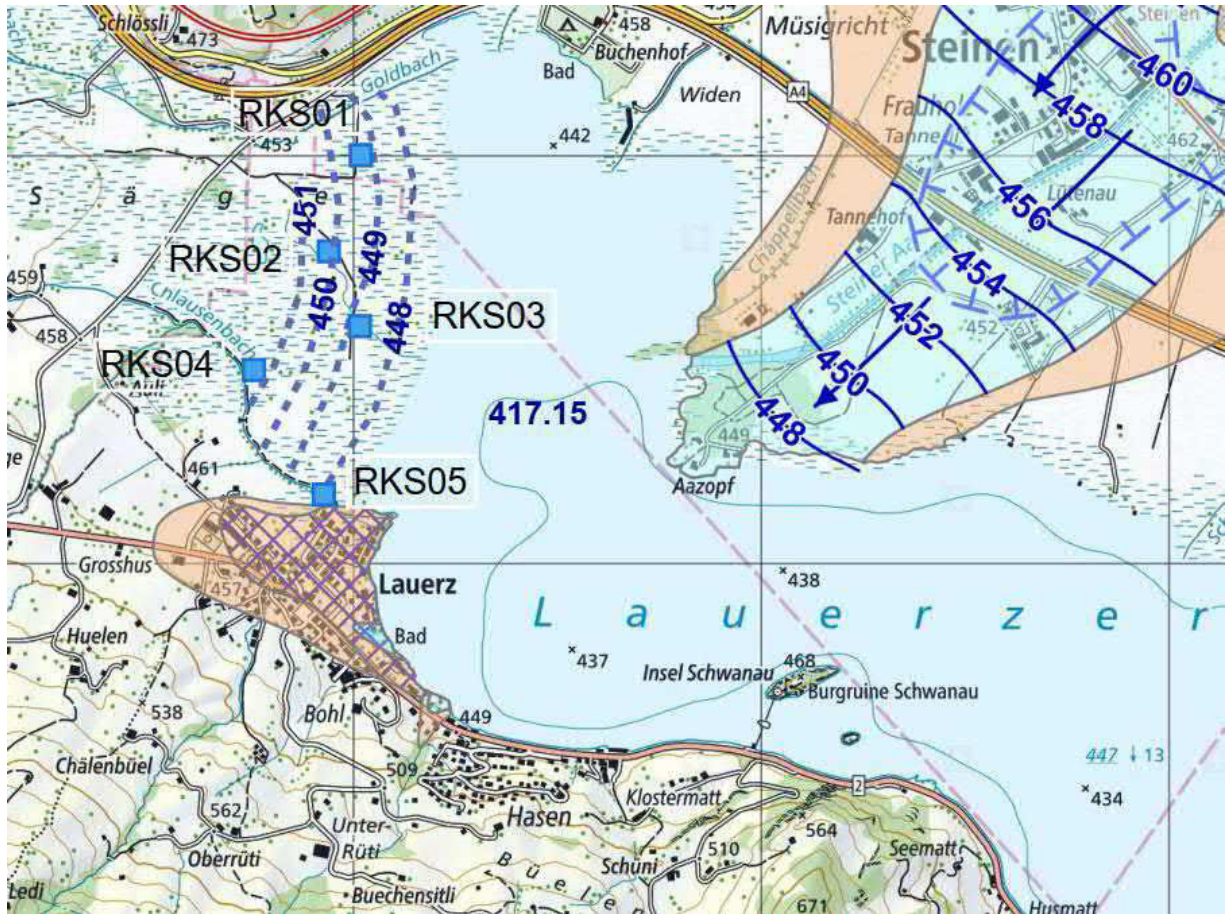 Schlössli
473
Goldbach
RKS01
453
458
Buchenhof
Bad
Müsigricht
Steinen
Steinen
460
A4
Widen
442
458
Frauhol
462
S ä g e l
451
449
456
Lützenau
Tannehof
Chäppelbach
Steiner Aa
454
RKS02
459
450
448
RKS03
452
452
458
Chlausenbach
RKS04
450
417.15
448
449
461
RKS05
Aazopf
Grosshus
457
Lauerz
438
L a u e r z e r
Huelen
Bad
437
468
Insel Schwanau
Burgruine Schwanau
538
Bohl
449
447
13
Chälenbüel
509
2
434
562
Hasen
Klostermatt
564
Unter-
Rüti
Oberrüti
510
Seematt
Schüni
Ledi
Buechensitli
B ü e l e
671
Husmatt